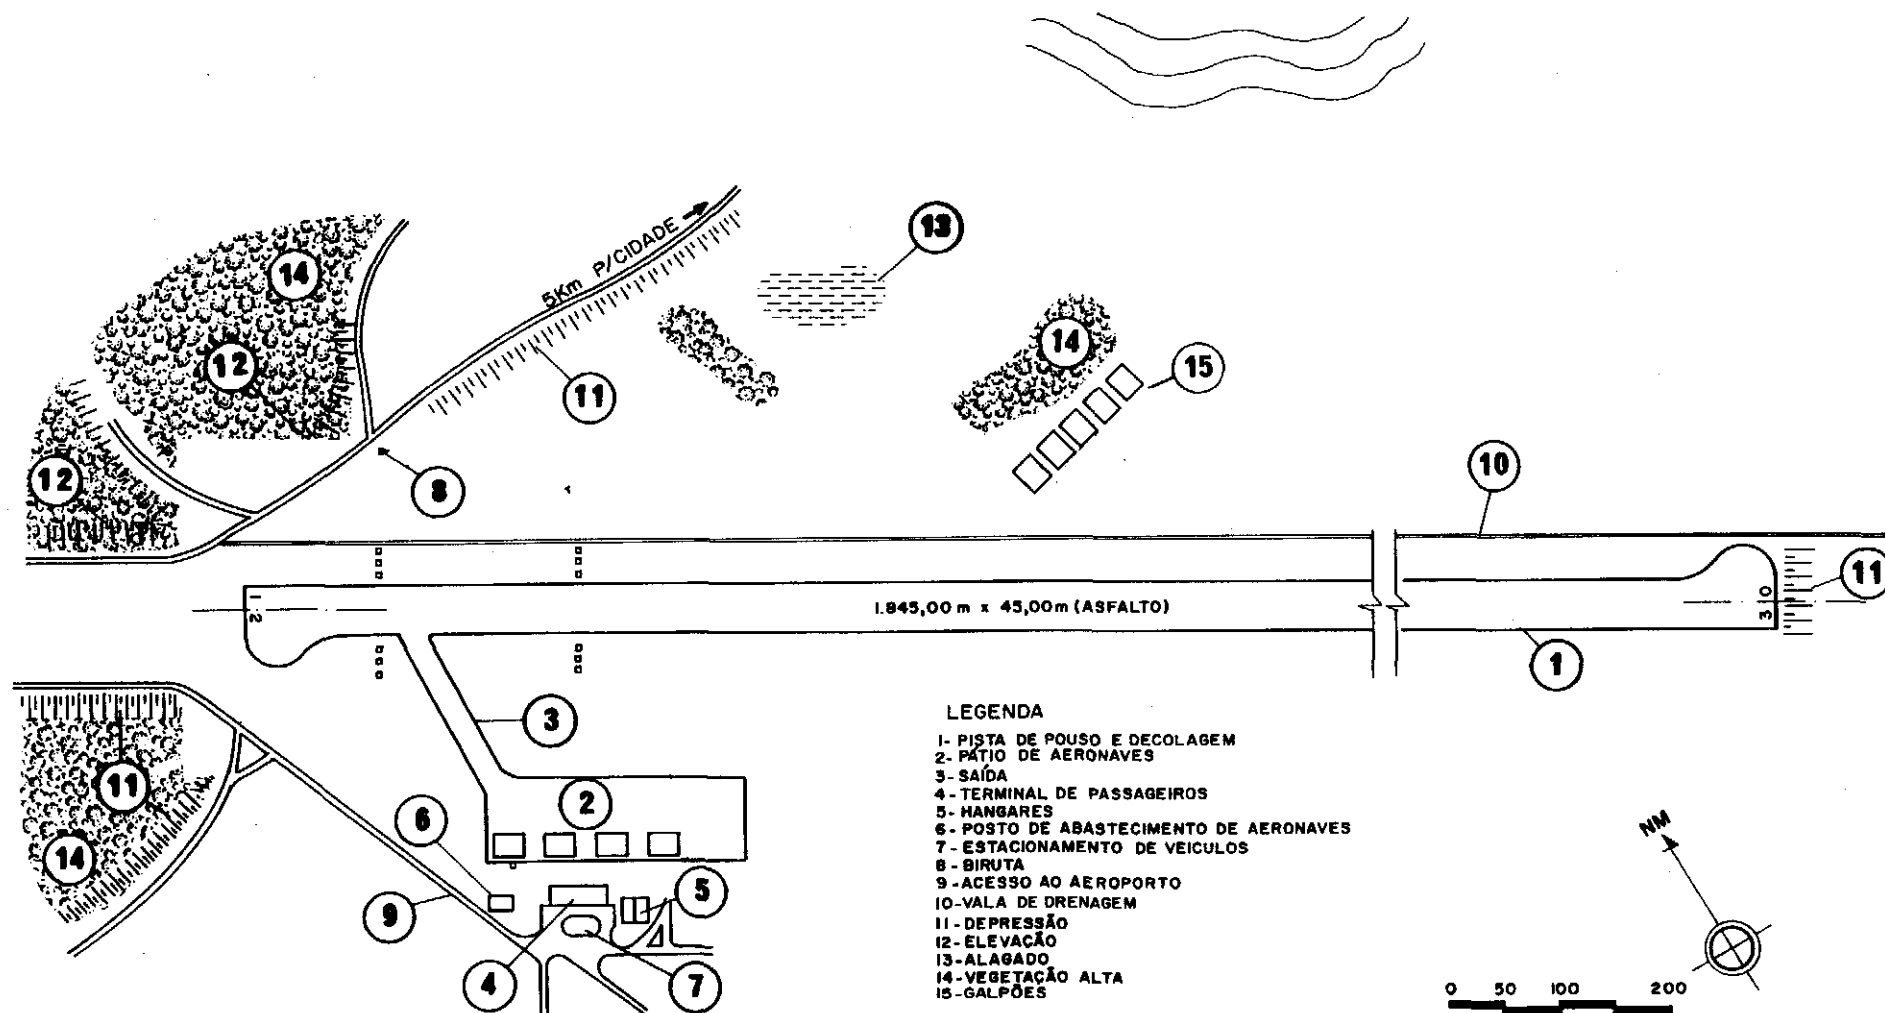 13
5Km P/CIDADE
14
12
14
15
11
12
8
10
11
12
1.945,00 m x 45,00m (ASFALTO)
30
1
3
LEGENDA
1- PISTA DE POUSO E DECOLAGEM
2- PÁTIO DE AERONAVES
3- SAÍDA
4- TERMINAL DE PASSAGEIROS
5- HANGARES
6- POSTO DE ABASTECIMENTO DE AERONAVES
7- ESTACIONAMENTO DE VEICULOS
8- BIRUTA
9- ACESSO AO AEROPORTO
10- VALA DE DRENAGEM
11- DEPRESSÃO
12- ELEVAÇÃO
13- ALAGADO
14- VEGETAÇÃO ALTA
15- GALPÕES
11
2
6
14
5
9
4
7
NM
0 50 100 200